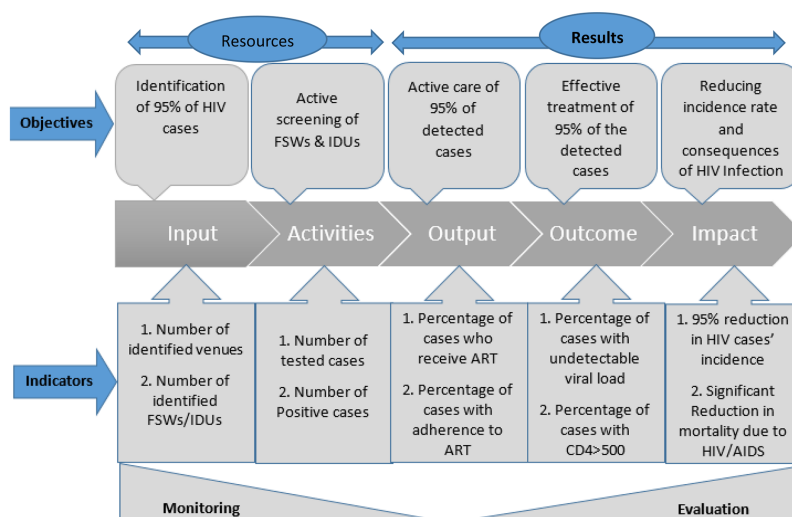 Resources
Results
Objectives
Identification
of 95% of HIV
cases
Active
screening of
FSWs & IDUs
Active care of
95% of
detected
cases
Effective
treatment of
95% of the
detected
cases
Reducing
incidence rate
and
consequences
of HIV Infection
Input
Activities
Output
Outcome
Impact
Indicators
1. Number of
identified venues
2. Number of
identified
FSWs/IDUs
1. Number of
tested cases
2. Number of
Positive cases
1. Percentage of
cases who
receive ART
2. Percentage of
cases with
adherence to
ART
1. Percentage of
cases with
undetectable
viral load
2. Percentage of
cases with
CD4>500
1. 95% reduction
in HIV cases’
incidence
2. Significant
Reduction in
mortality due to
HIV/AIDS
Monitoring
Evaluation